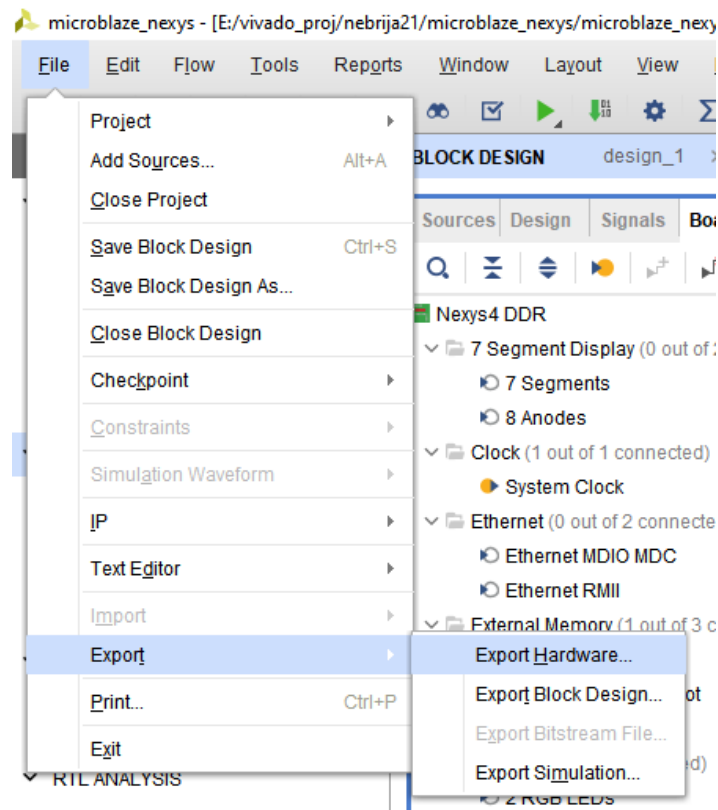 microblaze_nexys - [E:/vivado_proj/nebrija21/microblaze_nexys/microblaze_nexy
File Edit Flow Tools Reports Window Layout View
Project
Add Sources... Alt+A
Close Project
Save Block Design Ctrl+S
Save Block Design As...
Close Block Design
Checkpoint
Constraints
Simulation Waveform
IP
Text Editor
Import
Export
Print... Ctrl+P
Exit
RTL ANALYSIS
BLOCK DESIGN design_1
Sources Design Signals Boa
Nexys4 DDR
7 Segment Display (0 out of 2
7 Segments
8 Anodes
Clock (1 out of 1 connected)
System Clock
Ethernet (0 out of 2 connecte
Ethernet MDIO MDC
Ethernet RMII
External Memory (1 out of 3 c
Export Hardware...
Export Block Design... ot
Export Bitstream File...
Export Simulation... ed)
2 RGB LEDs